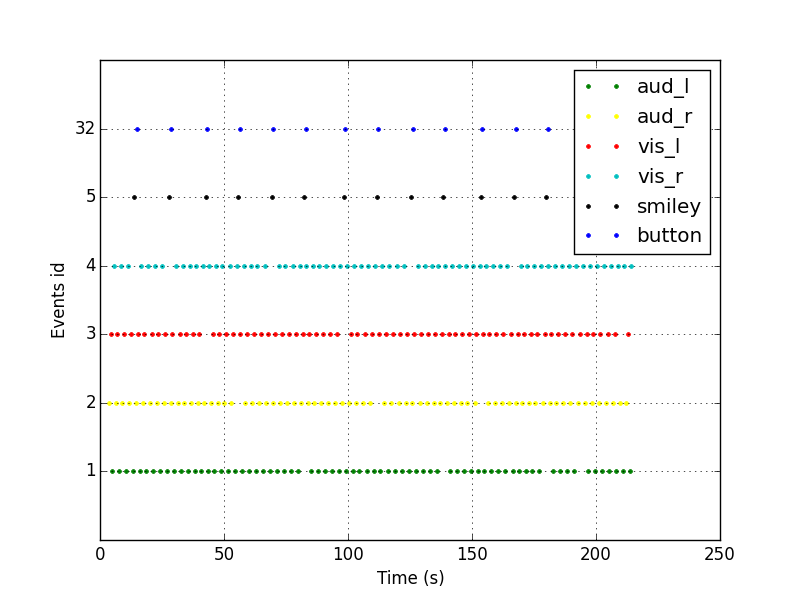 32
5
4
3
2
1
Events id
0 50 100 150 200 250
Time (s)
aud_l
aud_r
vis_l
vis_r
smiley
button